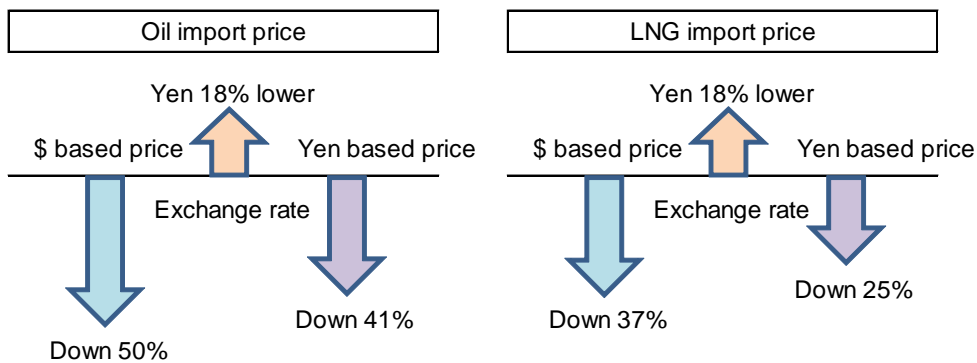 Oil import price
Yen 18% lower
$ based price
Yen based price
Exchange rate
Down 50%
Down 41%
LNG import price
Yen 18% lower
$ based price
Yen based price
Exchange rate
Down 37%
Down 25%